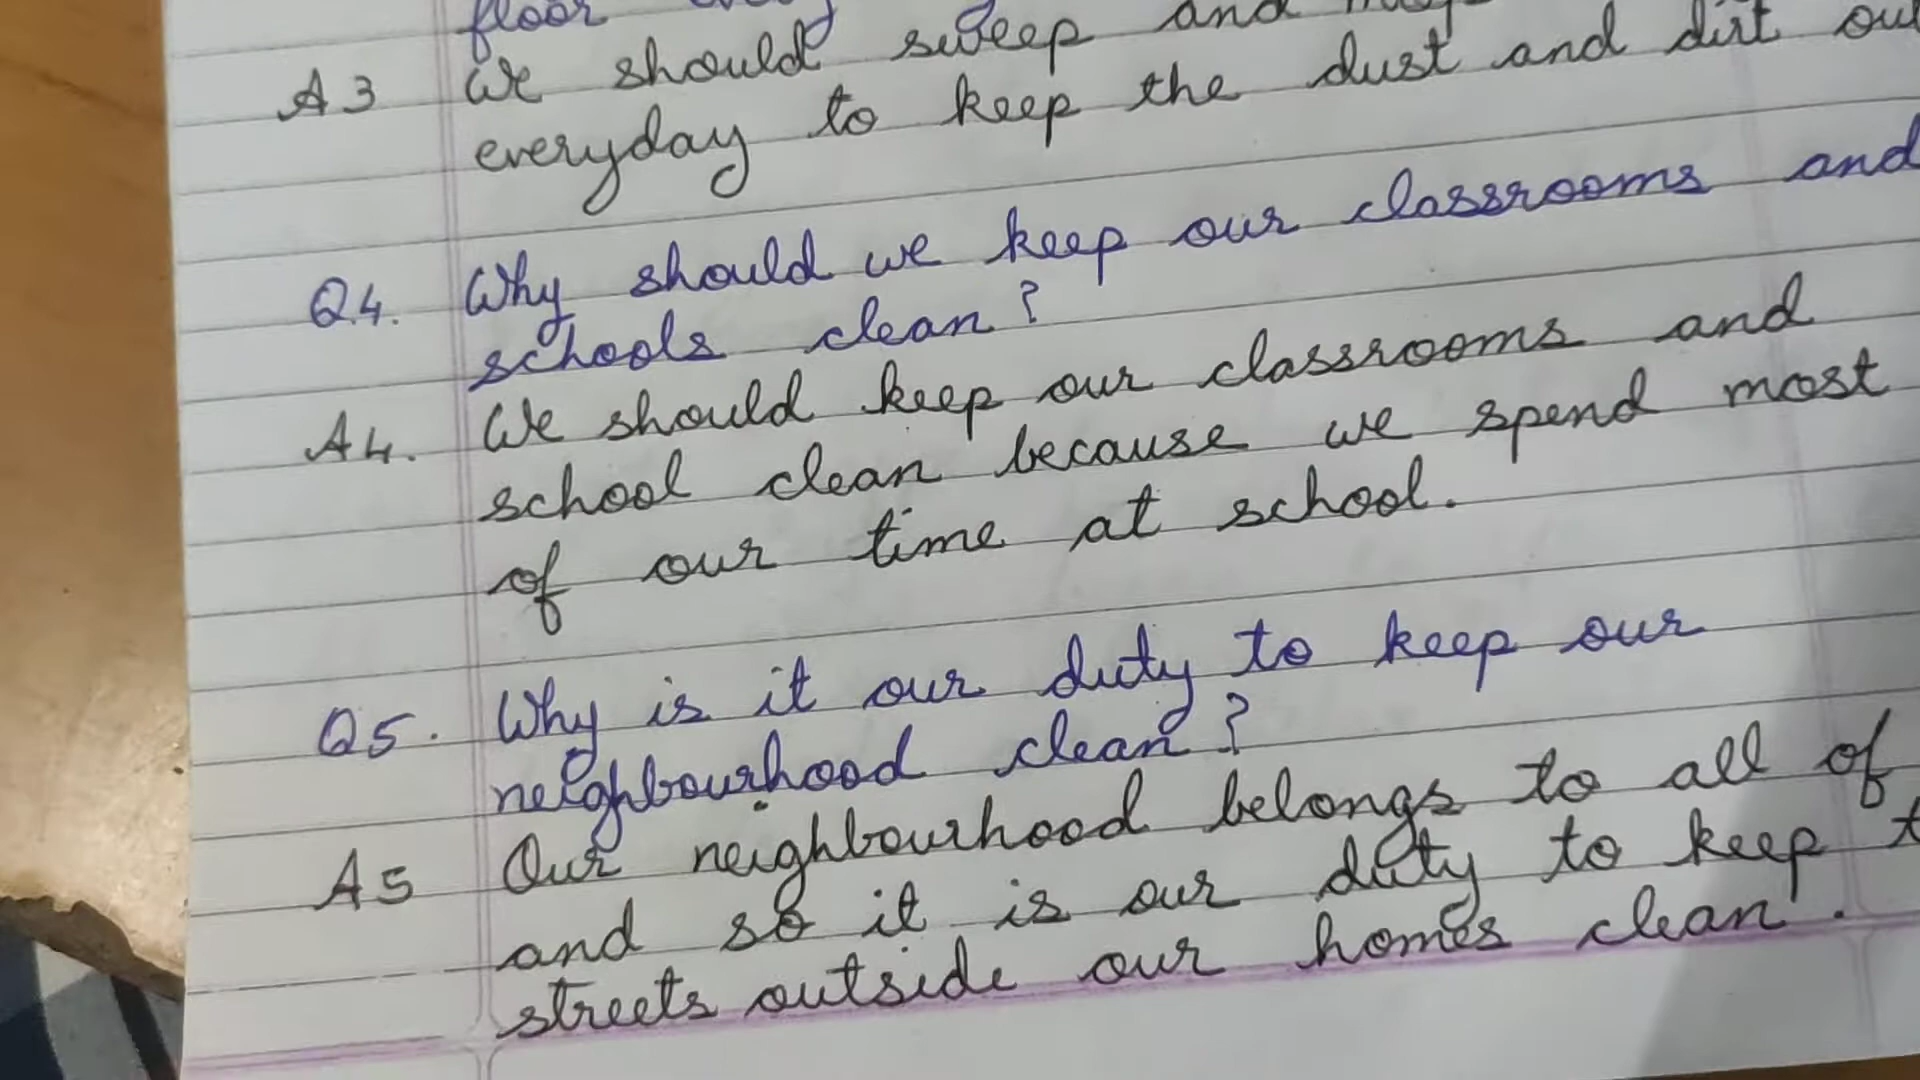 floor
A3 We should sweep and
everyday to keep the dust and dirt
Q4. Why should we keep our classrooms and
schools clean?
A4. We should keep our classrooms and
school clean because we spend most
of our time at school.
Q5. Why is it our duty to keep our
neighbourhood clean?
A5 Our neighbourhood belongs to all of
and so it is our duty to keep
streets outside our homes clean.